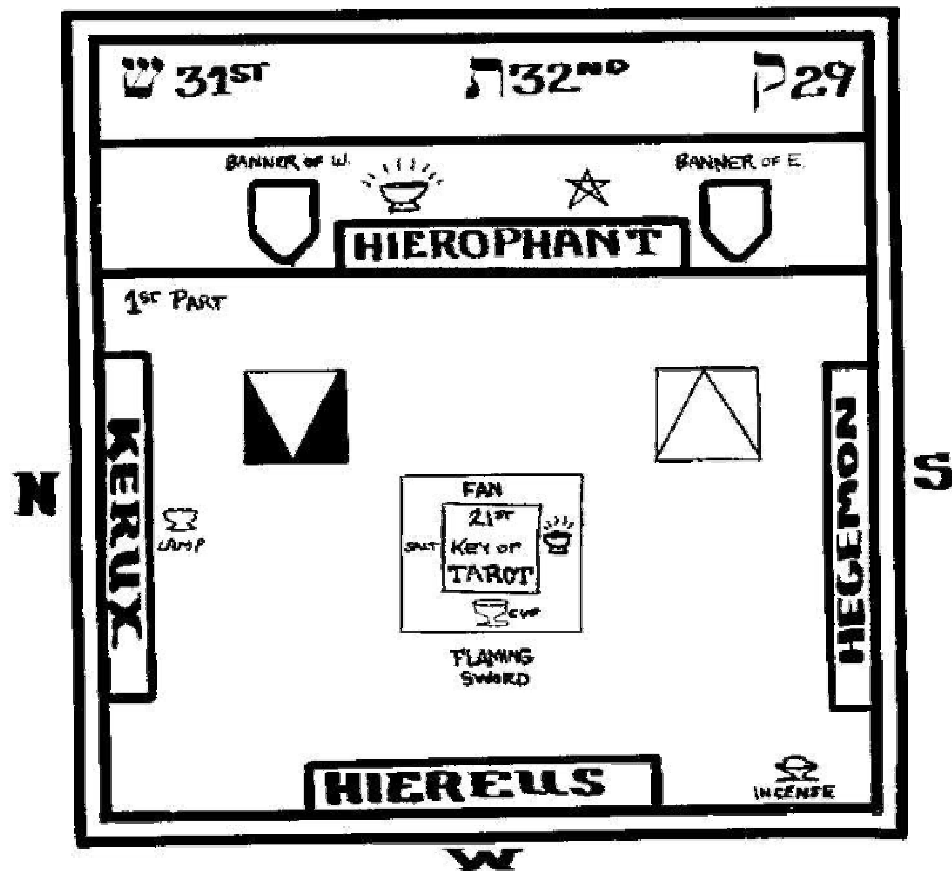 ש 31ST ת 32ND ק 29
BANNER OF W. BANNER OF E.
HIEROPHANT
1ST PART
KERUX
HEGEMON
N
S
LAMP
FAN
21ST
SALT KEY OF
TAROT
CUP
FLAMING
SWORD
HIEREUS
INCENSE
W